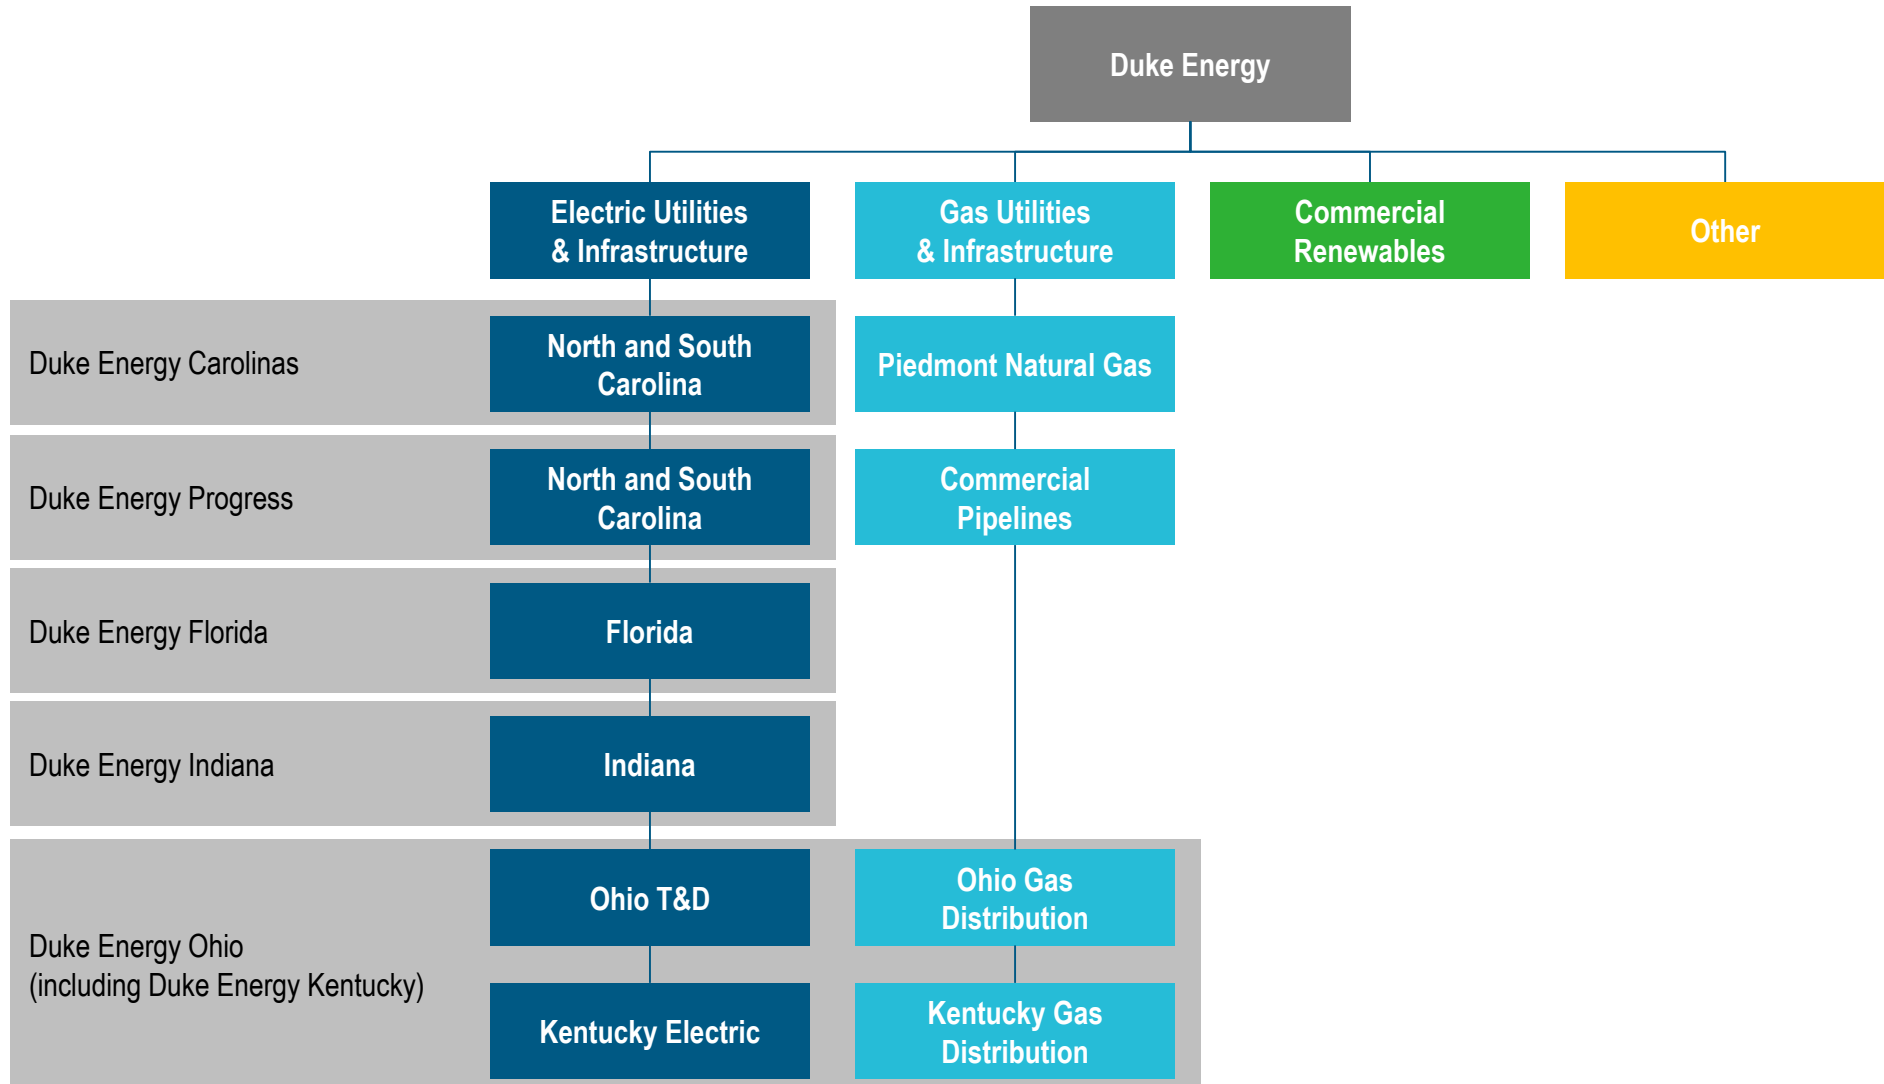 Duke Energy
Electric Utilities
& Infrastructure
Gas Utilities
& Infrastructure
Commercial
Renewables
Other
Duke Energy Carolinas
North and South
Carolina
Piedmont Natural Gas
Duke Energy Progress
North and South
Carolina
Commercial
Pipelines
Duke Energy Florida
Florida
Duke Energy Indiana
Indiana
Duke Energy Ohio
(including Duke Energy Kentucky)
Ohio T&D
Ohio Gas
Distribution
Kentucky Electric
Kentucky Gas
Distribution